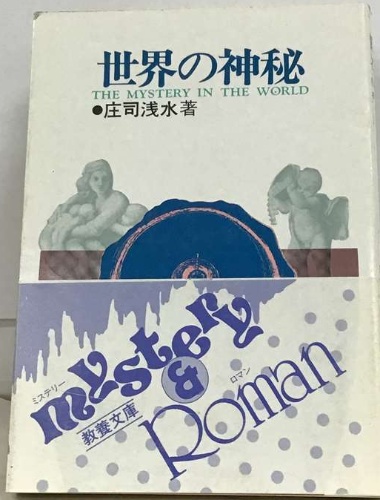 世界の神秘
THE MYSTERY IN THE WORLD
●庄司浅水著
ミステリー
mystery
&
ロマン
Roman
教養文庫